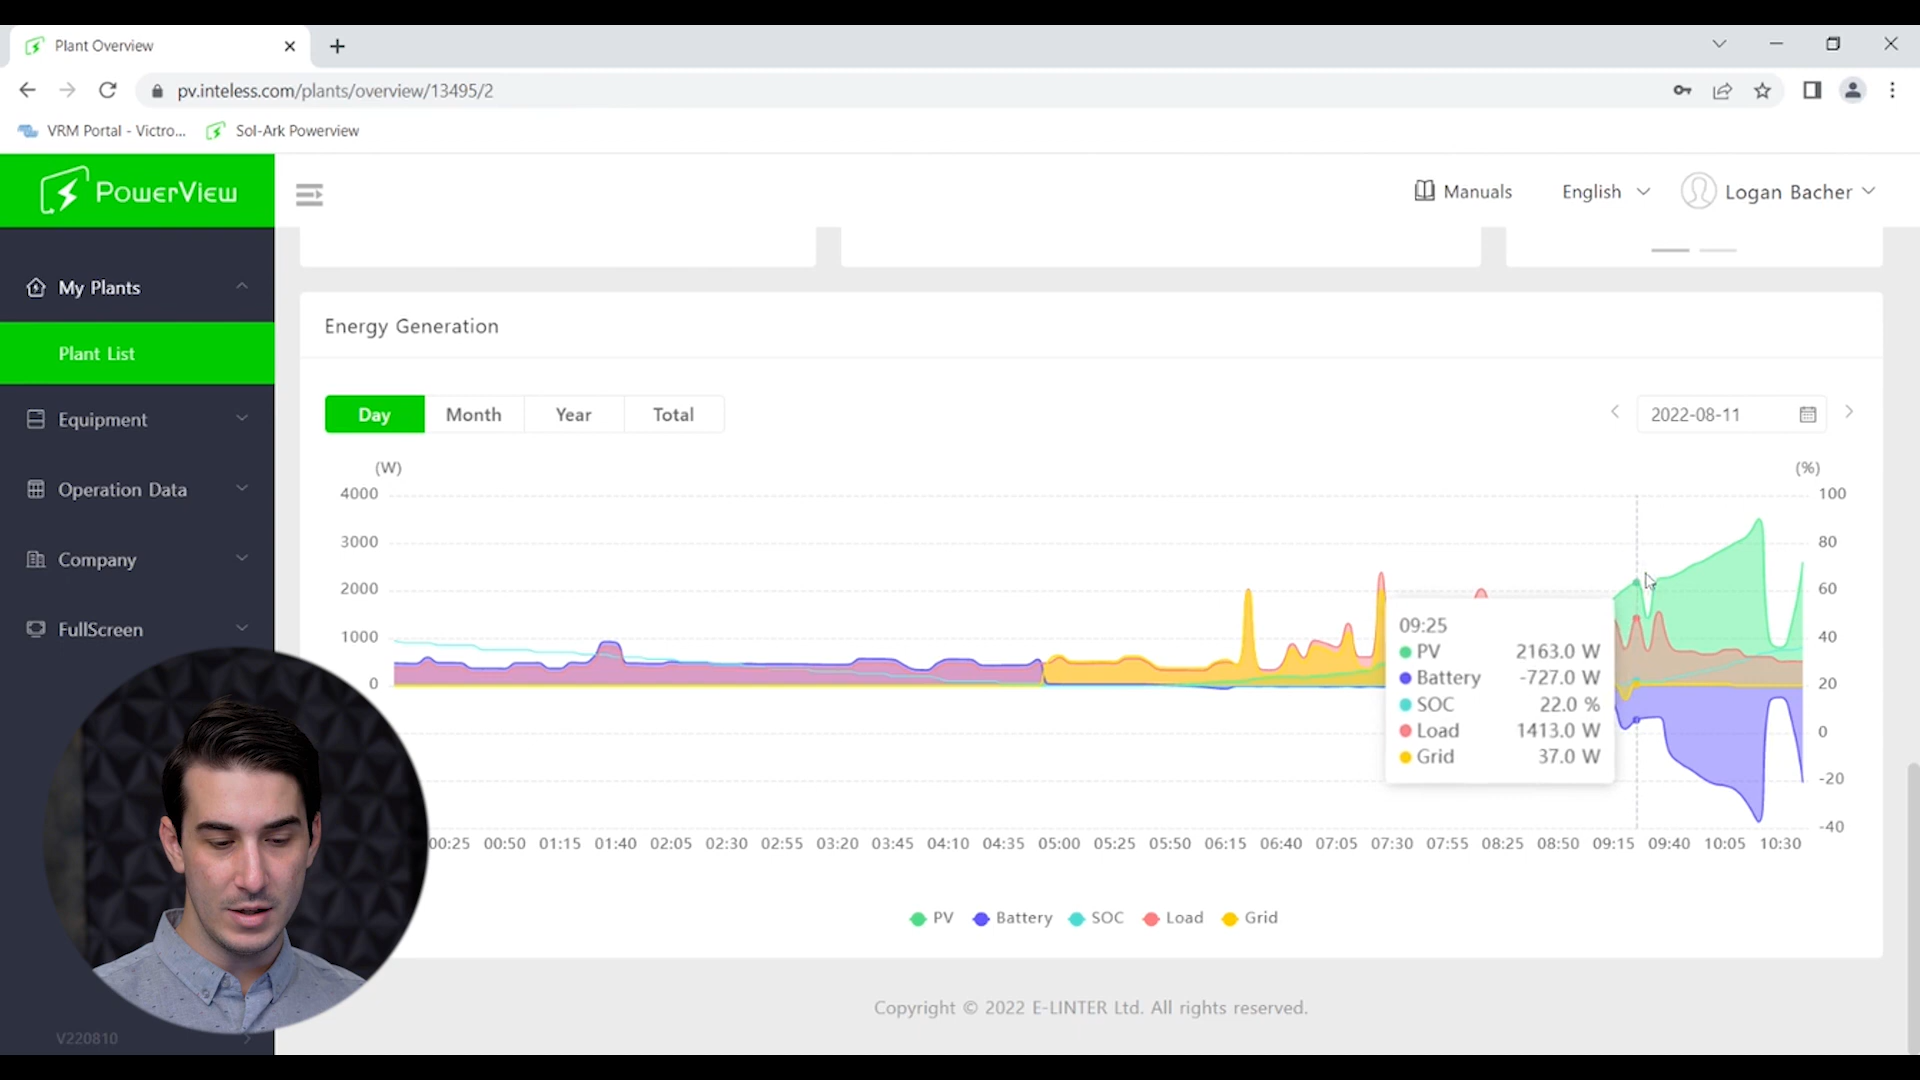 Plant Overview
pv.inteless.com/plants/overview/13495/2
VRM Portal - Victro... Sol-Ark Powerview
PowerView
Manuals English Logan Bacher
My Plants
Plant List
Equipment
Operation Data
Company
FullScreen
V220810
Energy Generation
Day Month Year Total
2022-08-11
(W) (%)
4000 100
3000 80
2000 60
1000 40
0 20
0
-20
-40
09:25
PV 2163.0 W
Battery -727.0 W
SOC 22.0 %
Load 1413.0 W
Grid 37.0 W
00:25 00:50 01:15 01:40 02:05 02:30 02:55 03:20 03:45 04:10 04:35 05:00 05:25 05:50 06:15 06:40 07:05 07:30 07:55 08:25 08:50 09:15 09:40 10:05 10:30
PV Battery SOC Load Grid
Copyright © 2022 E-LINTER Ltd. All rights reserved.